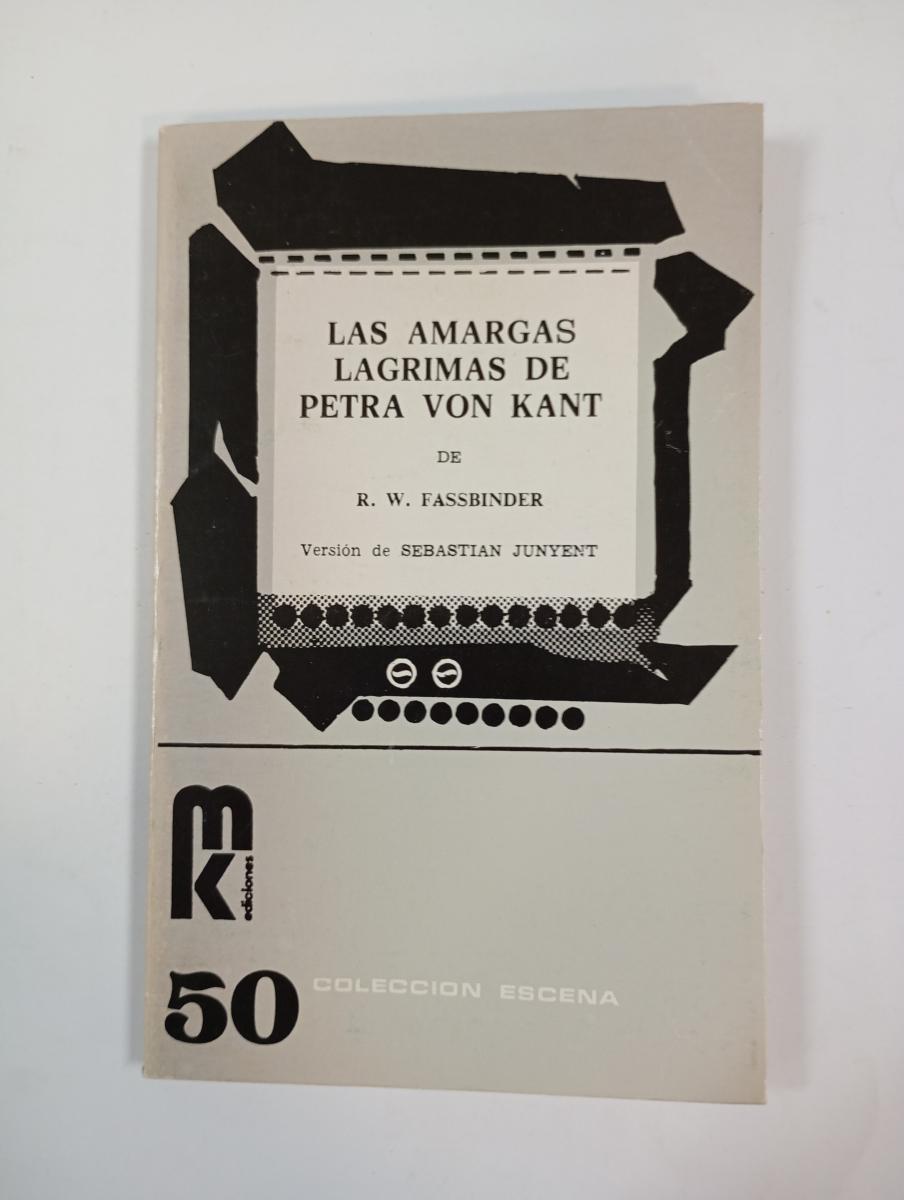 LAS AMARGAS
LAGRIMAS DE
PETRA VON KANT
DE
R. W. FASSBINDER
Versión de SEBASTIAN JUNYENT
mk
ediciones
50
COLECCION ESCENA